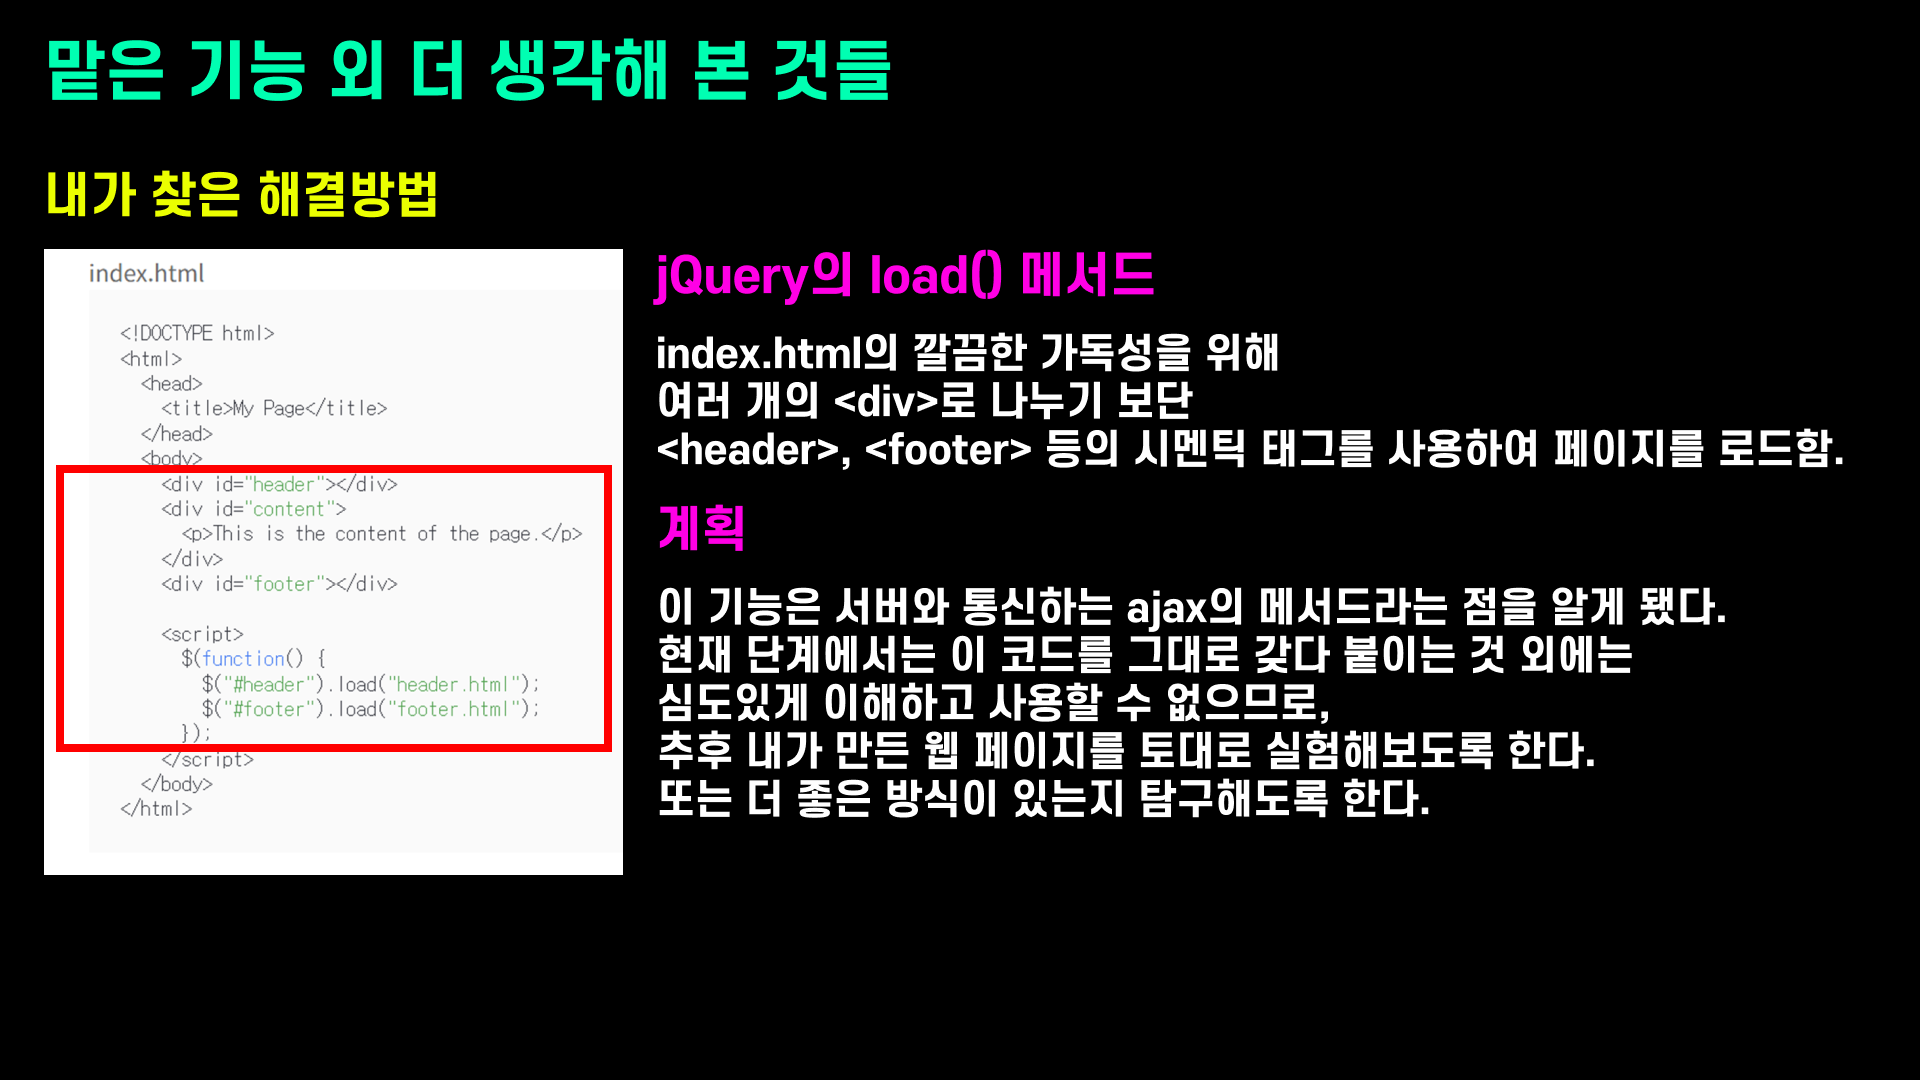 맡은 기능 외 더 생각해 본 것들
내가 찾은 해결방법
index.html
<!DOCTYPE html>
<html>
<head>
<title>My Page</title>
</head>
<body>
<div id="header"></div>
<div id="content">
<p>This is the content of the page.</p>
</div>
<div id="footer"></div>
<script>
$(function() {
$("#header").load("header.html");
$("#footer").load("footer.html");
});
</script>
</body>
</html>
jQuery의 load() 메서드
index.html의 깔끔한 가독성을 위해
여러 개의 <div>로 나누기 보단
<header>, <footer> 등의 시멘틱 태그를 사용하여 페이지를 로드함.
계획
이 기능은 서버와 통신하는 ajax의 메서드라는 점을 알게 됐다.
현재 단계에서는 이 코드를 그대로 갖다 붙이는 것 외에는
심도있게 이해하고 사용할 수 없으므로,
추후 내가 만든 웹 페이지를 토대로 실험해보도록 한다.
또는 더 좋은 방식이 있는지 탐구해도록 한다.